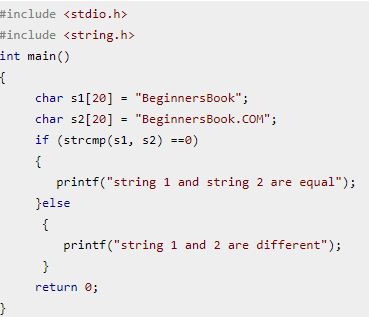 #include <stdio.h>
#include <string.h>
int main()
{
     char s1[20] = "BeginnersBook";
     char s2[20] = "BeginnersBook.COM";
     if (strcmp(s1, s2) ==0)
     {
        printf("string 1 and string 2 are equal");
     }else
      {
         printf("string 1 and 2 are different");
      }
     return 0;
}